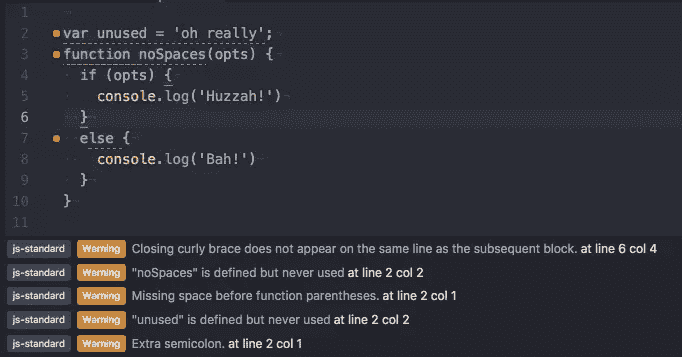 1
2 var unused = 'oh really';
3 function noSpaces(opts) {
4 if (opts) {
5 console.log('Huzzah!')
6 }
7 else {
8 console.log('Bah!')
9 }
10 }
11
js-standard Warning Closing curly brace does not appear on the same line as the subsequent block. at line 6 col 4
js-standard Warning "noSpaces" is defined but never used at line 2 col 2
js-standard Warning Missing space before function parentheses. at line 2 col 1
js-standard Warning "unused" is defined but never used at line 2 col 2
js-standard Warning Extra semicolon. at line 2 col 1